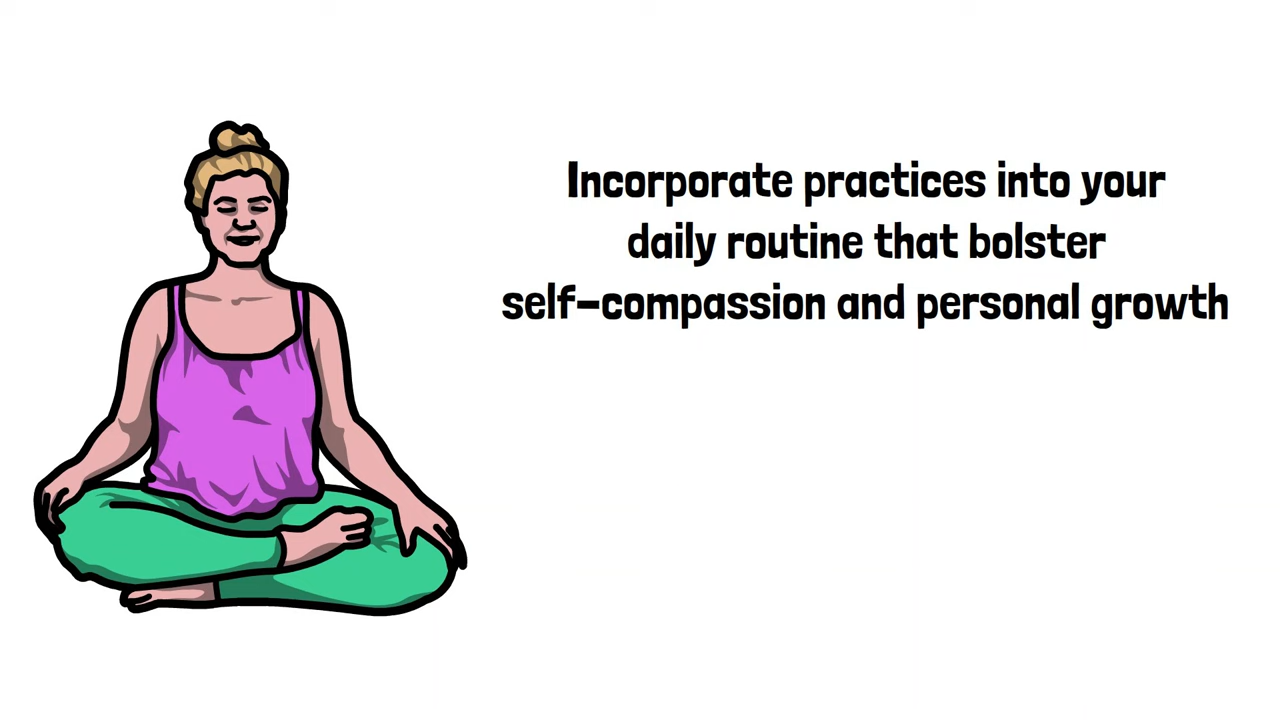 Incorporate practices into your
daily routine that bolster
self-compassion and personal growth